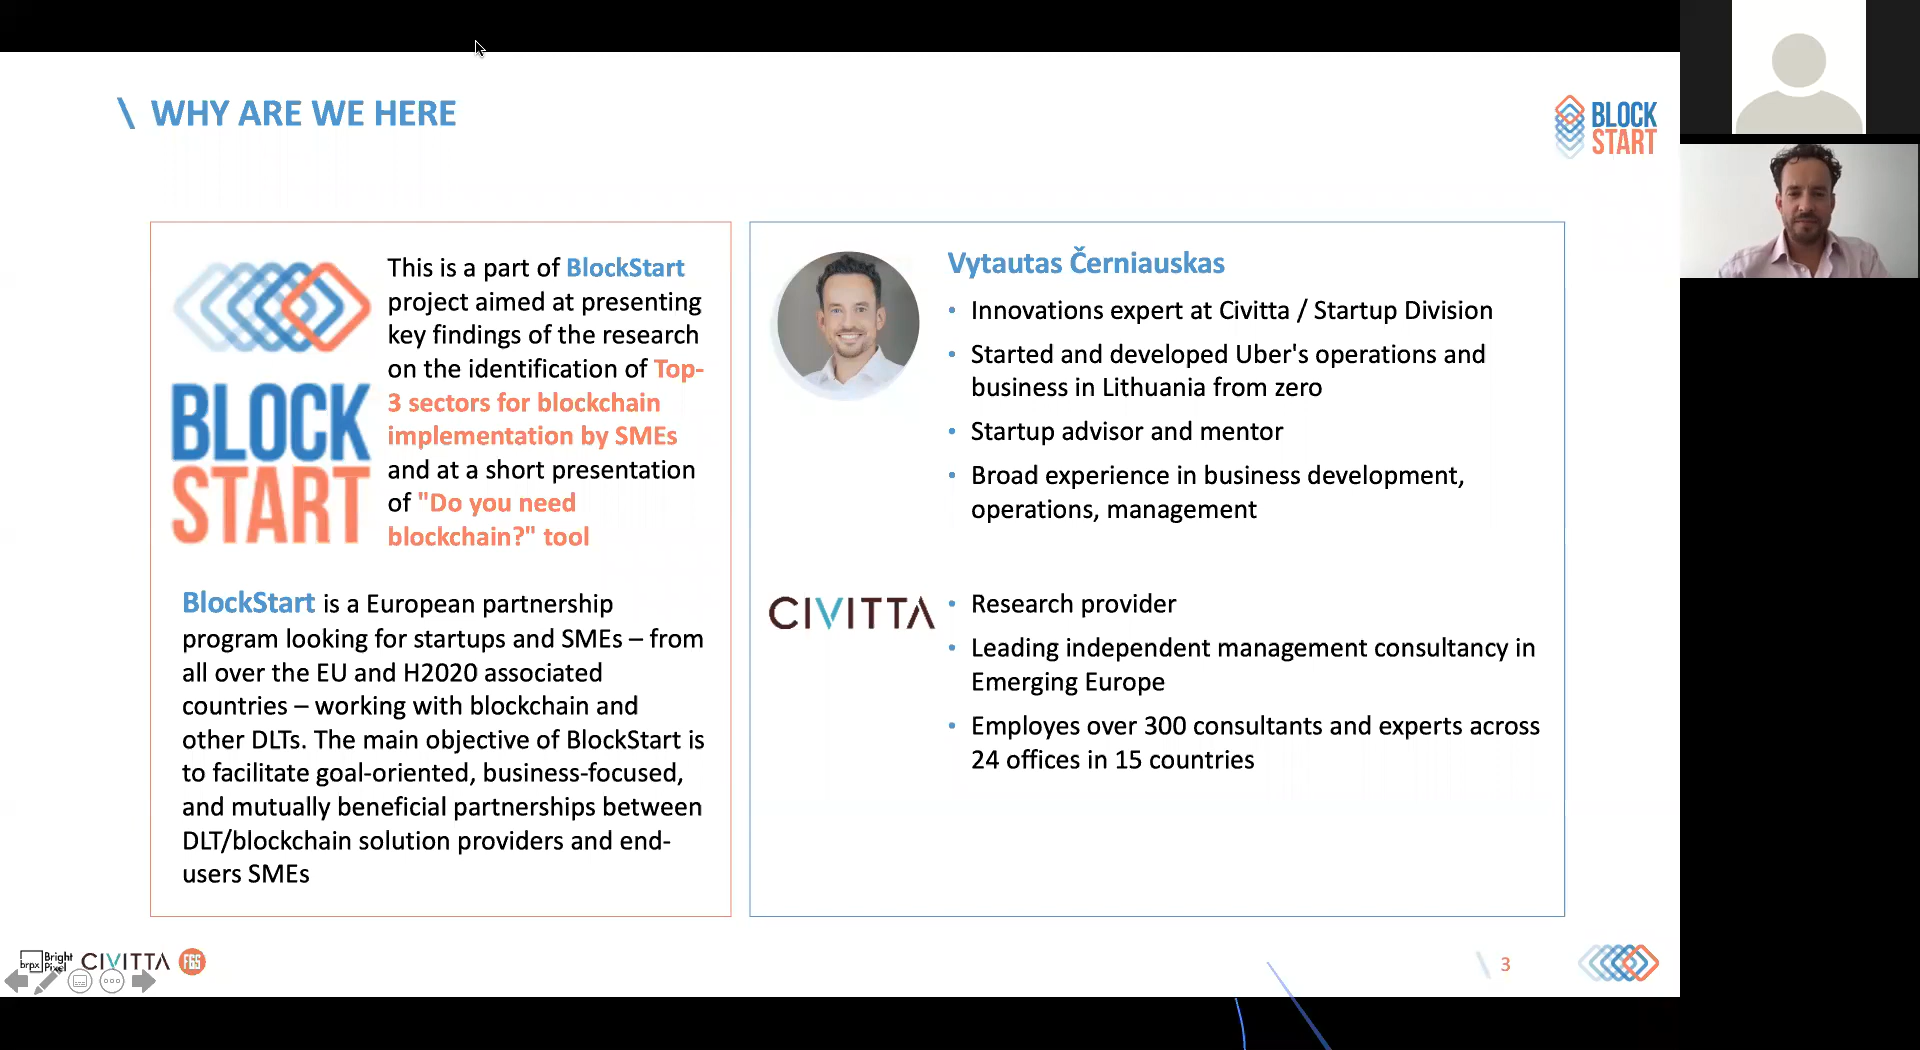 \ WHY ARE WE HERE
BLOCK
START
BLOCK
START
This is a part of BlockStart
project aimed at presenting
key findings of the research
on the identification of Top-
3 sectors for blockchain
implementation by SMEs
and at a short presentation
of "Do you need
blockchain?" tool
BlockStart is a European partnership
program looking for startups and SMEs – from
all over the EU and H2020 associated
countries – working with blockchain and
other DLTs. The main objective of BlockStart is
to facilitate goal-oriented, business-focused,
and mutually beneficial partnerships between
DLT/blockchain solution providers and end-
users SMEs
Vytautas Černiauskas
• Innovations expert at Civitta / Startup Division
• Started and developed Uber's operations and
business in Lithuania from zero
• Startup advisor and mentor
• Broad experience in business development,
operations, management
CIVITTA
• Research provider
• Leading independent management consultancy in
Emerging Europe
• Employes over 300 consultants and experts across
24 offices in 15 countries
brpx Bright
Pixel
CIVITTA
F6S
\ 3